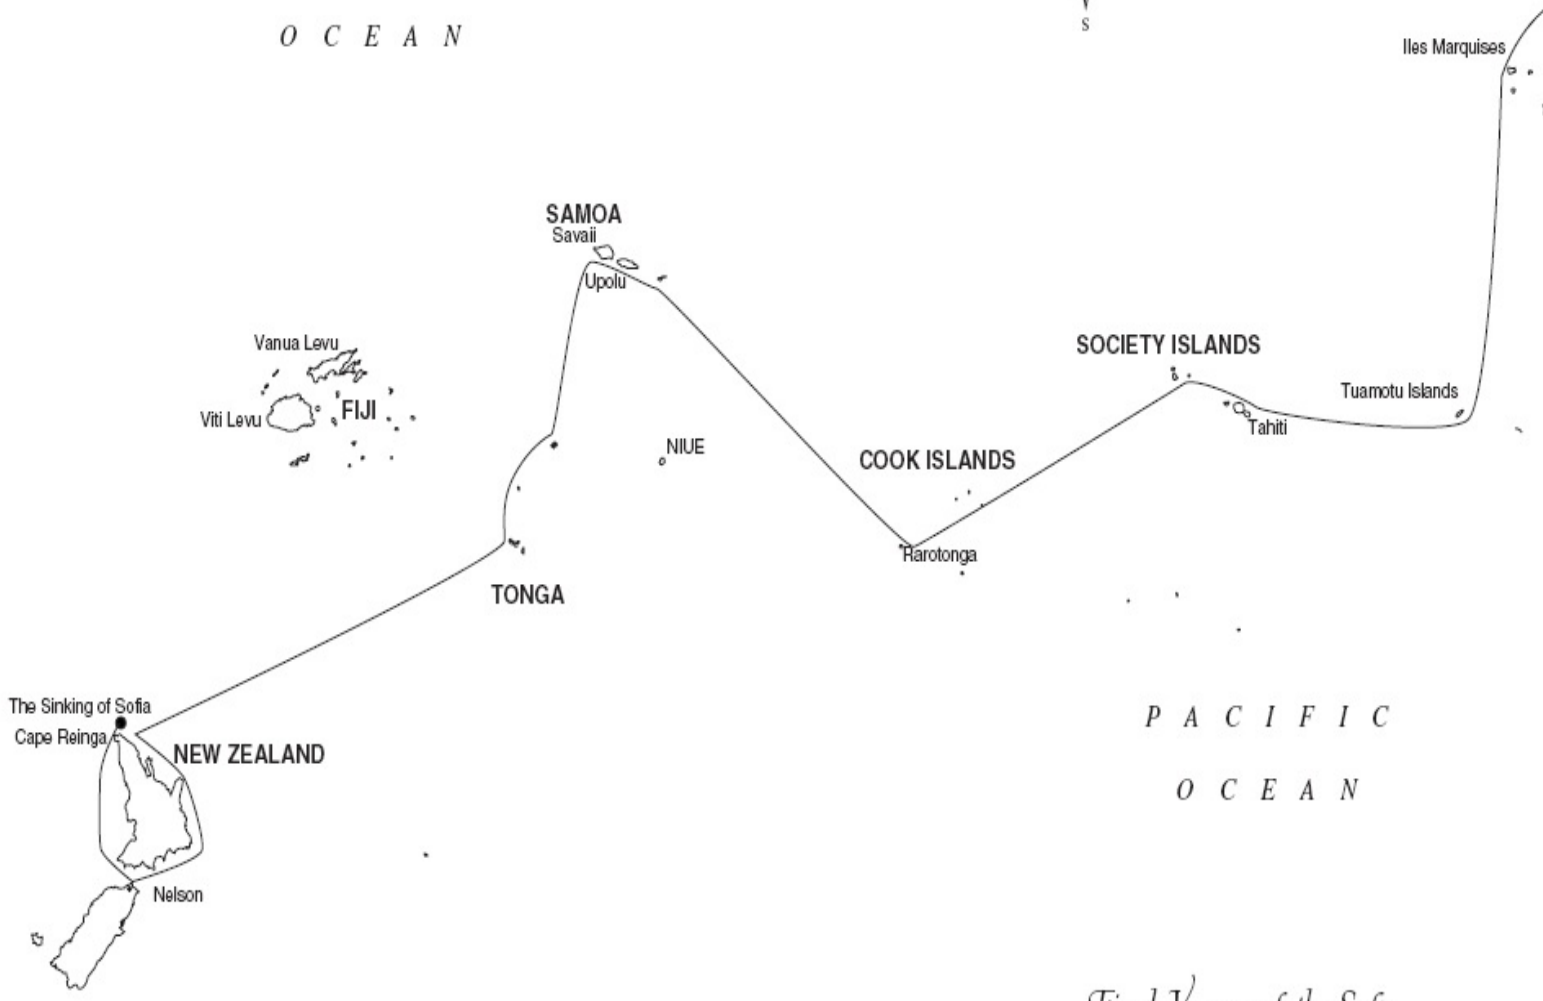 O C E A N
S
Iles Marquises
SAMOA
Savaii
Upolu
Vanua Levu
Viti Levu
FIJI
SOCIETY ISLANDS
Tuamotu Islands
Tahiti
NIUE
COOK ISLANDS
Rarotonga
TONGA
The Sinking of Sofia
Cape Reinga
NEW ZEALAND
P A C I F I C
O C E A N
Nelson